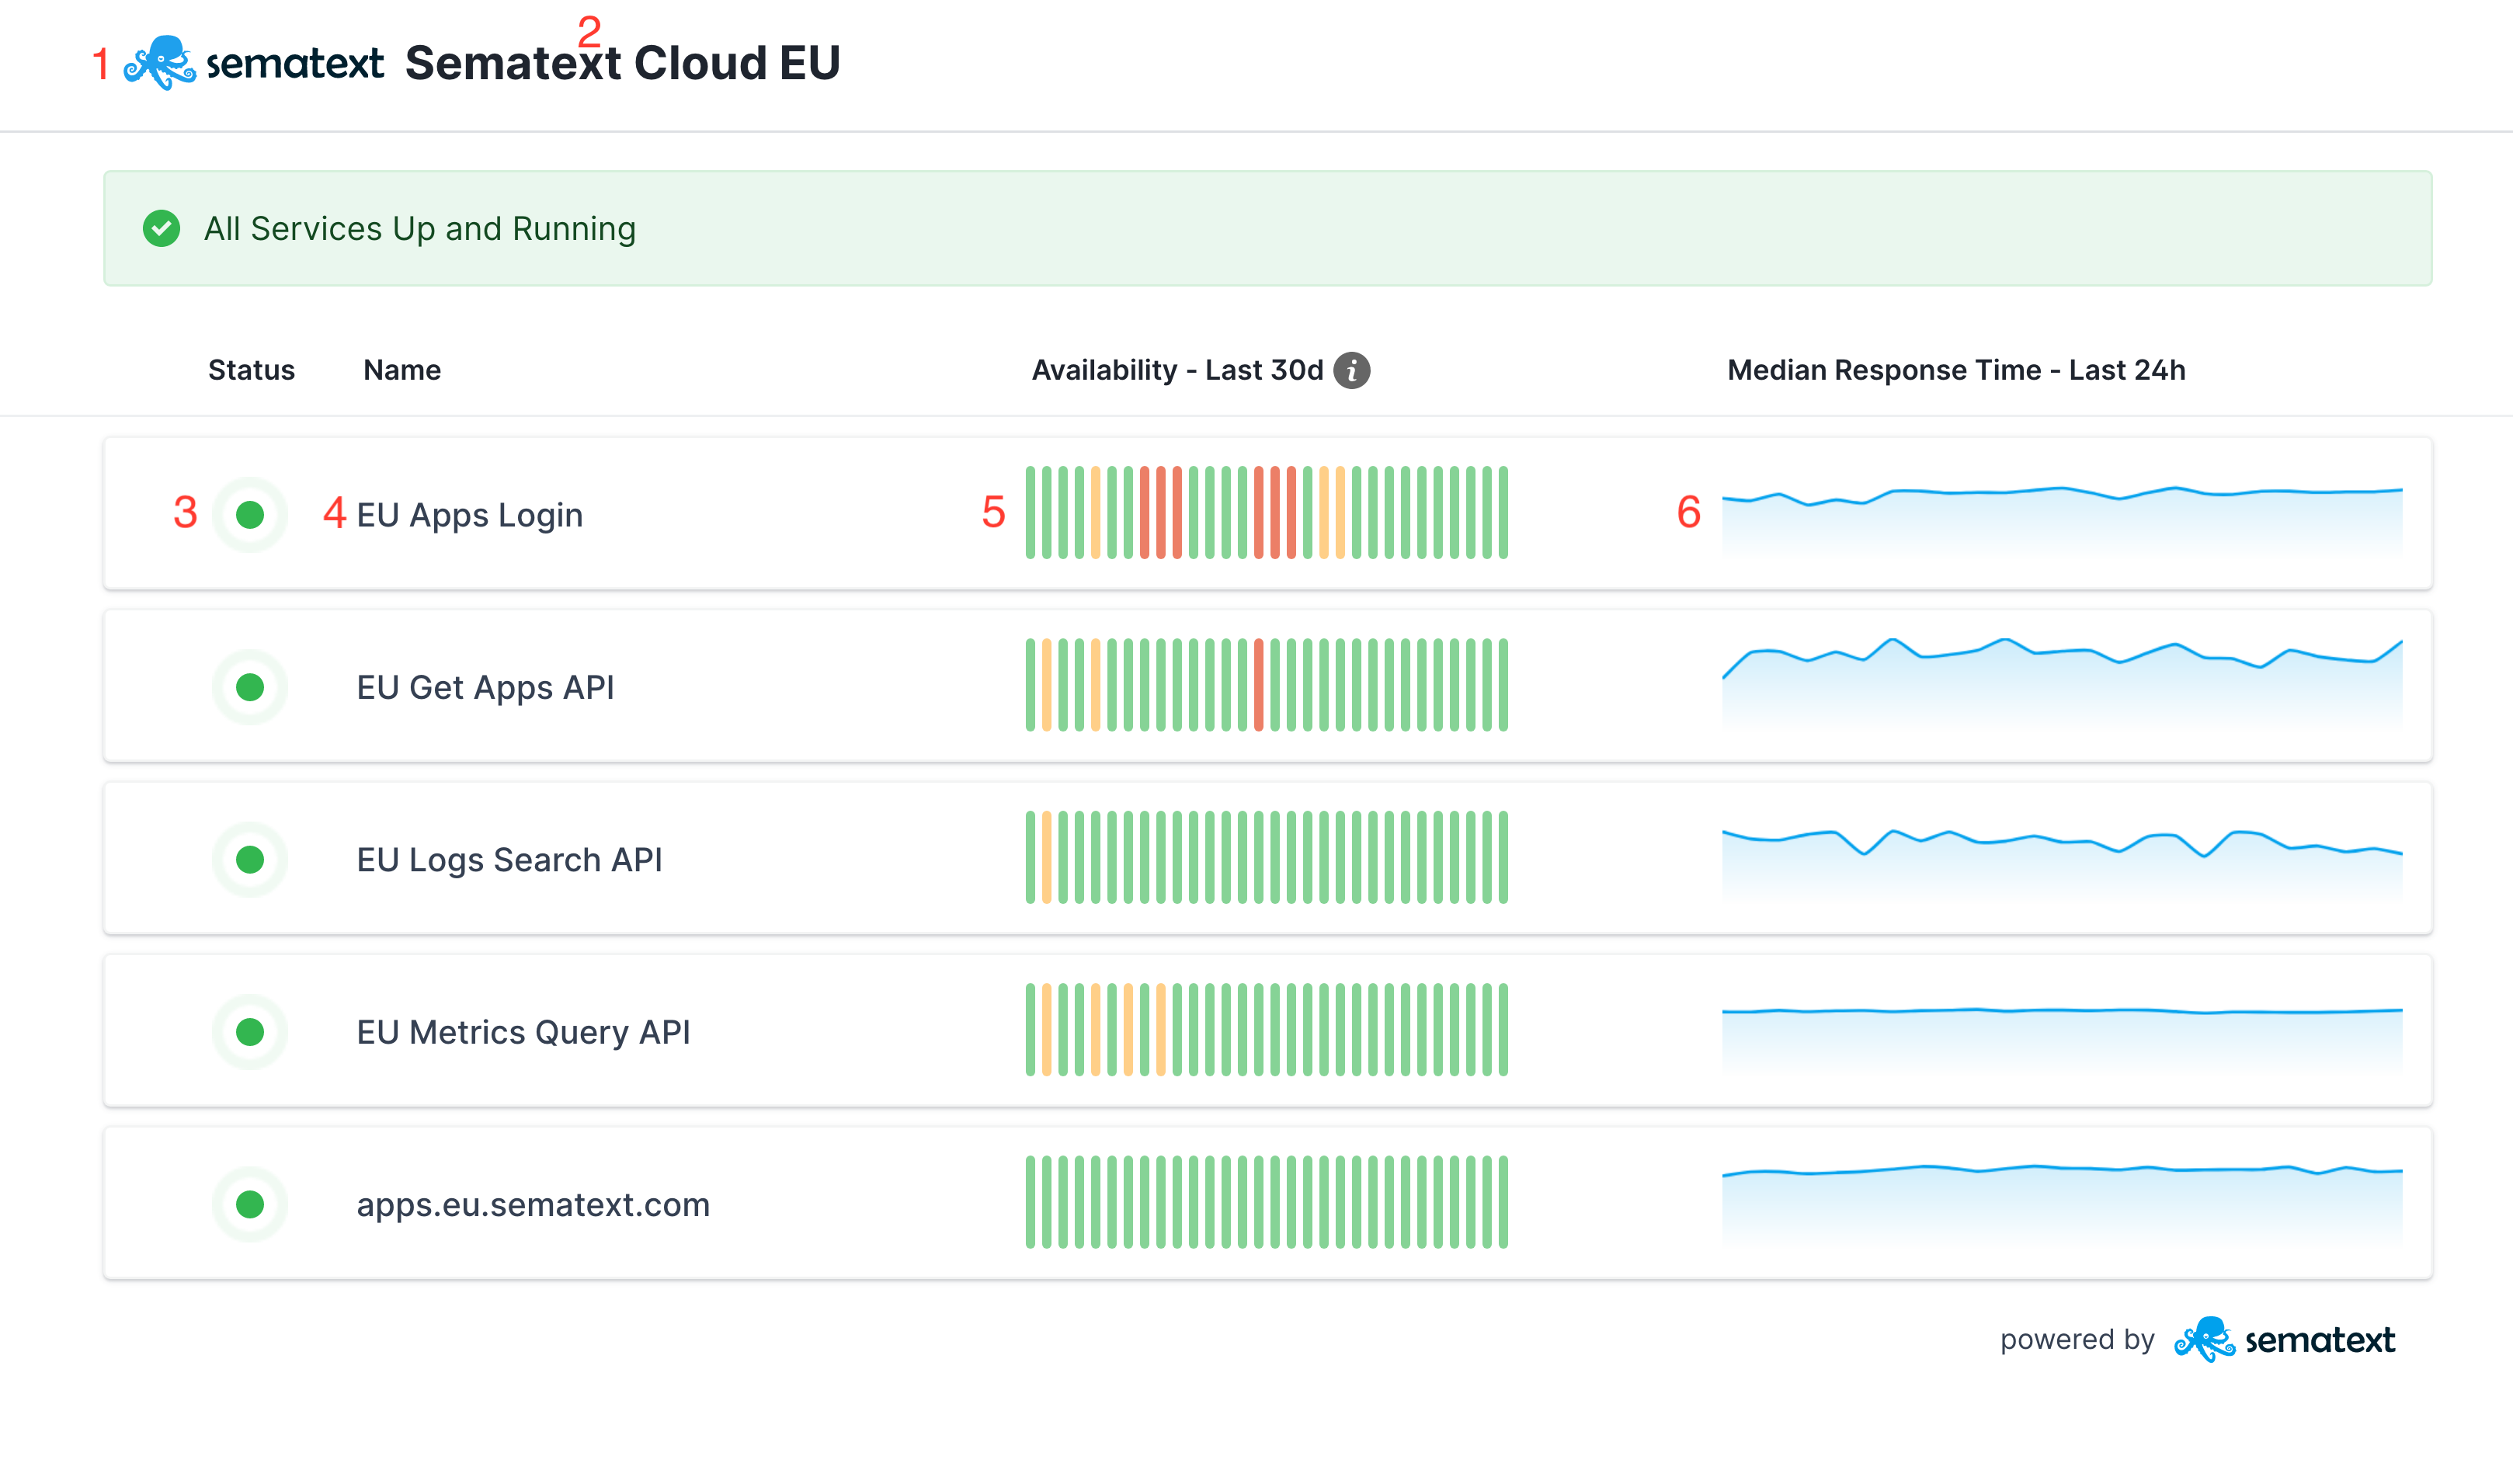 2
1 sematext Sematext Cloud EU
All Services Up and Running
Status Name Availability - Last 30d i Median Response Time - Last 24h
3 4 EU Apps Login 5 6
EU Get Apps API
EU Logs Search API
EU Metrics Query API
apps.eu.sematext.com
powered by sematext